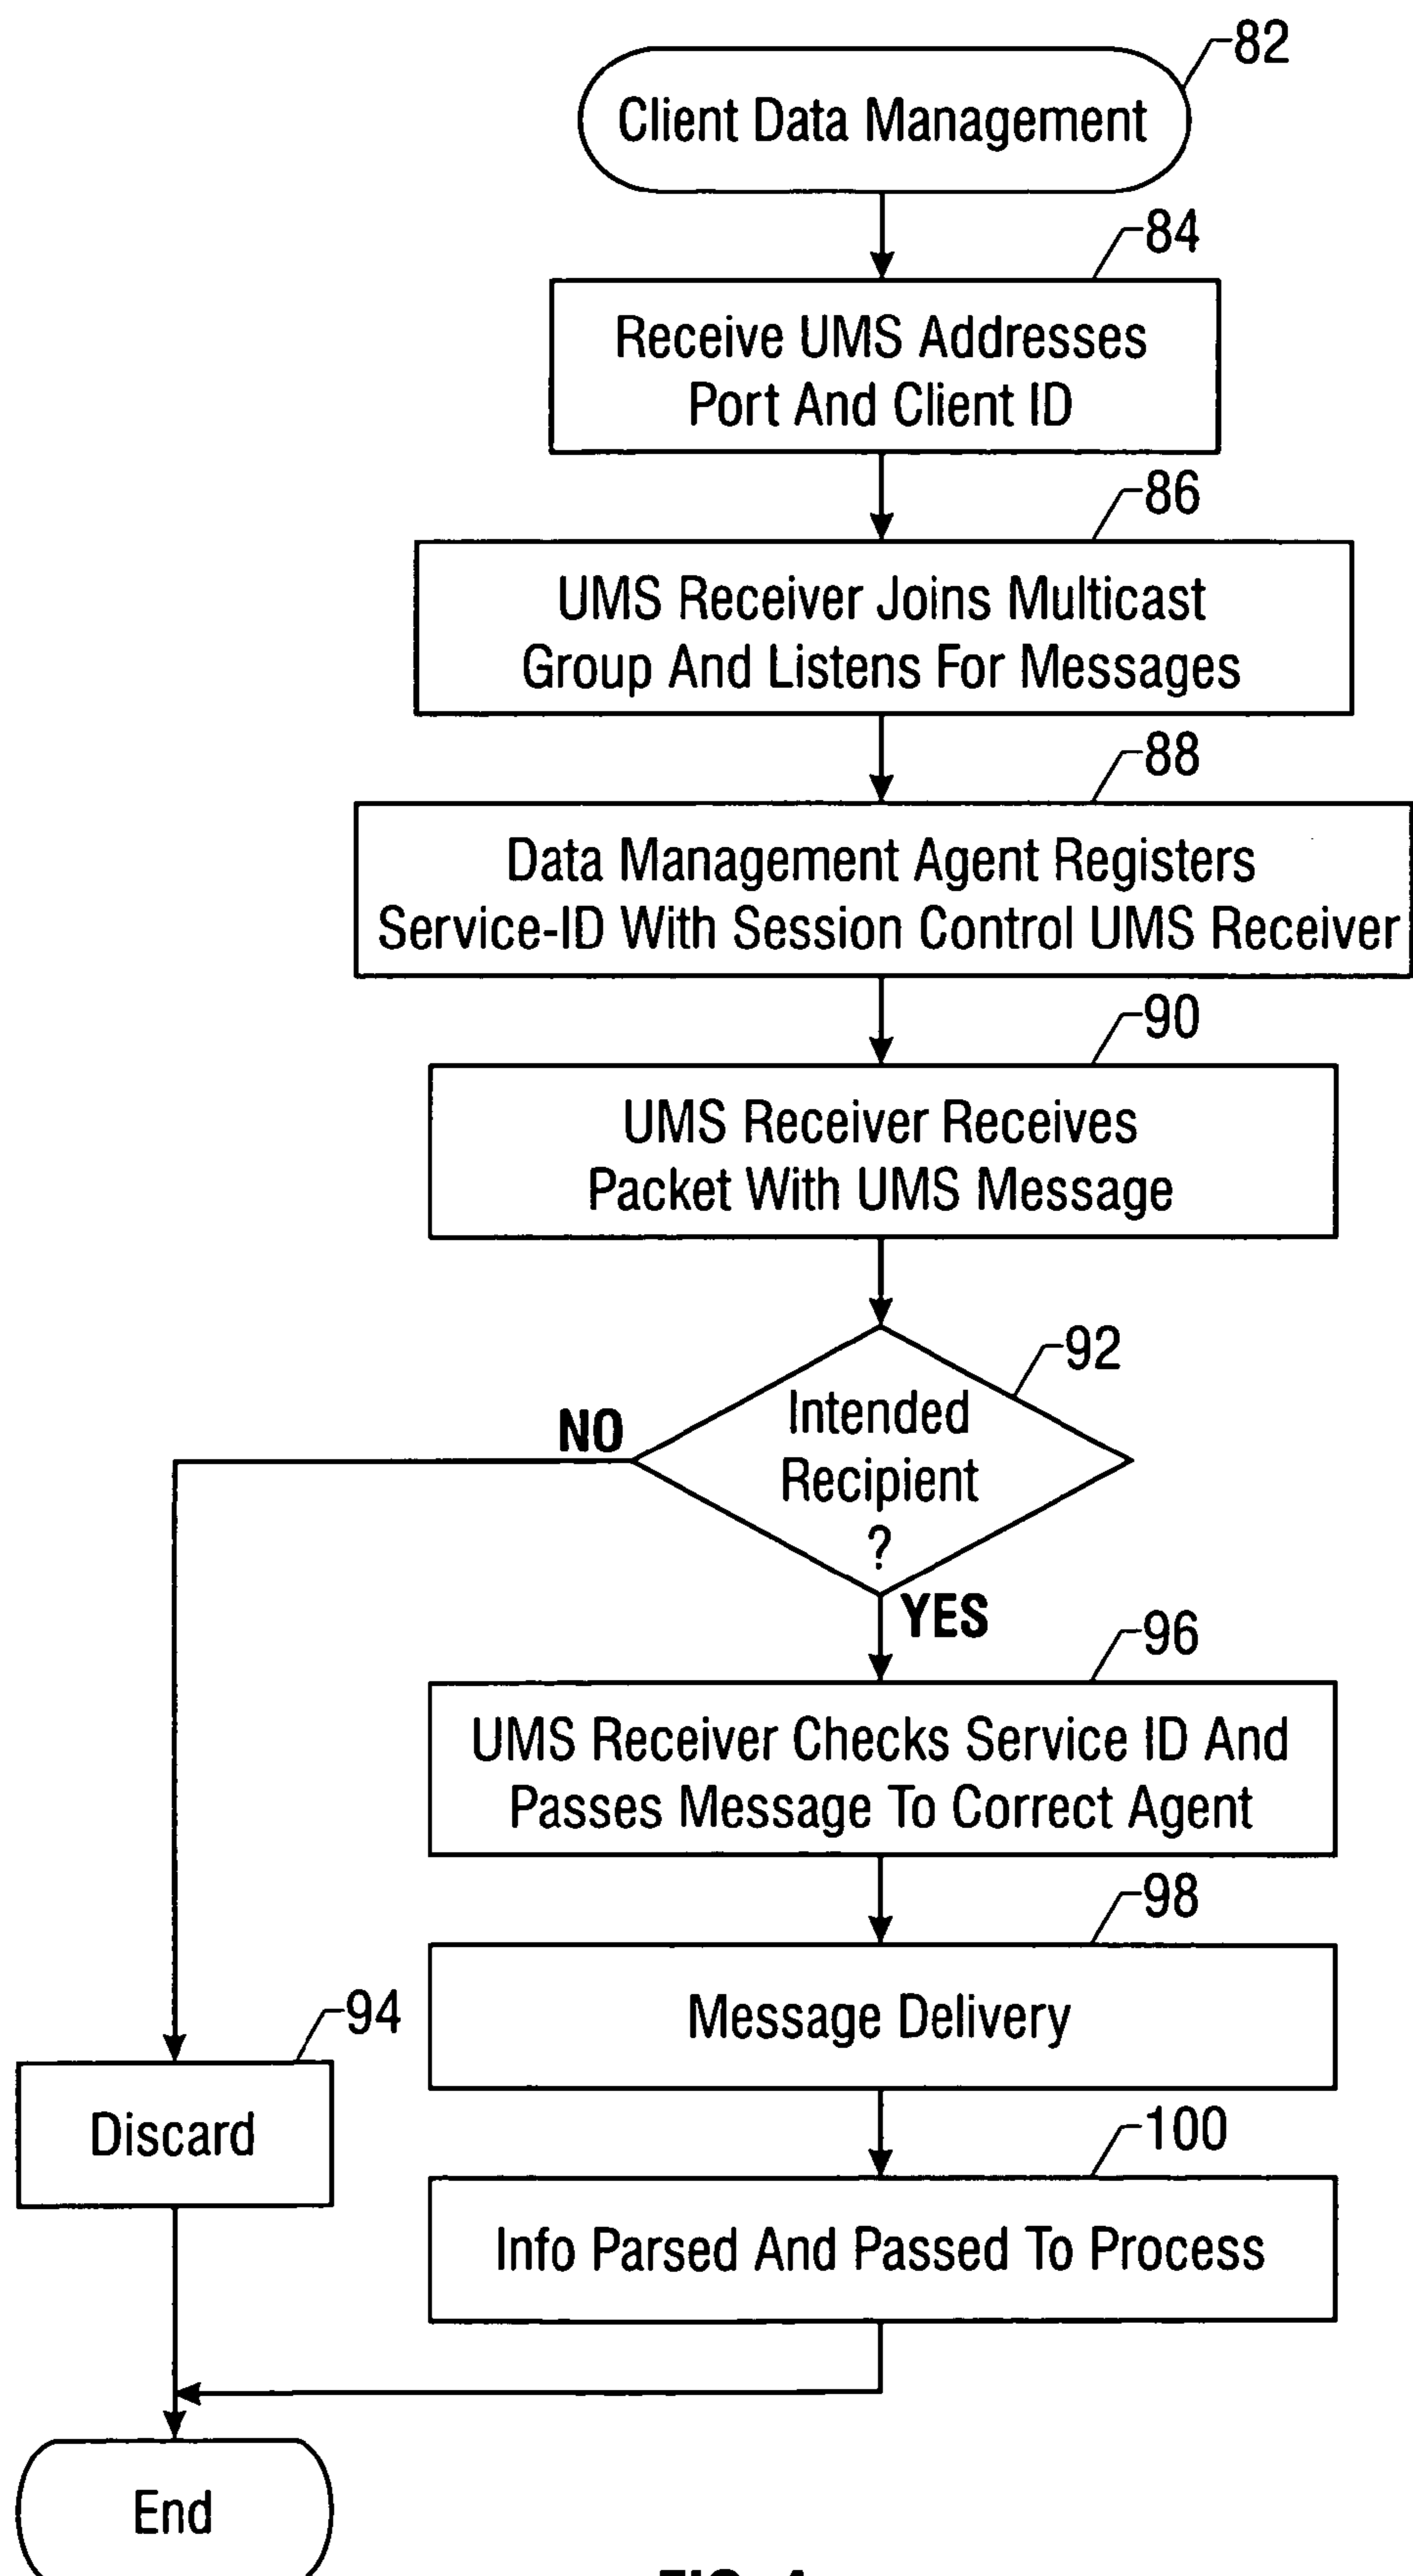 82
Client Data Management
84
Receive UMS Addresses
Port And Client ID
86
UMS Receiver Joins Multicast
Group And Listens For Messages
88
Data Management Agent Registers
Service-ID With Session Control UMS Receiver
90
UMS Receiver Receives
Packet With UMS Message
92
Intended
Recipient
?
NO
YES
96
UMS Receiver Checks Service ID And
Passes Message To Correct Agent
98
Message Delivery
94
Discard
100
Info Parsed And Passed To Process
End